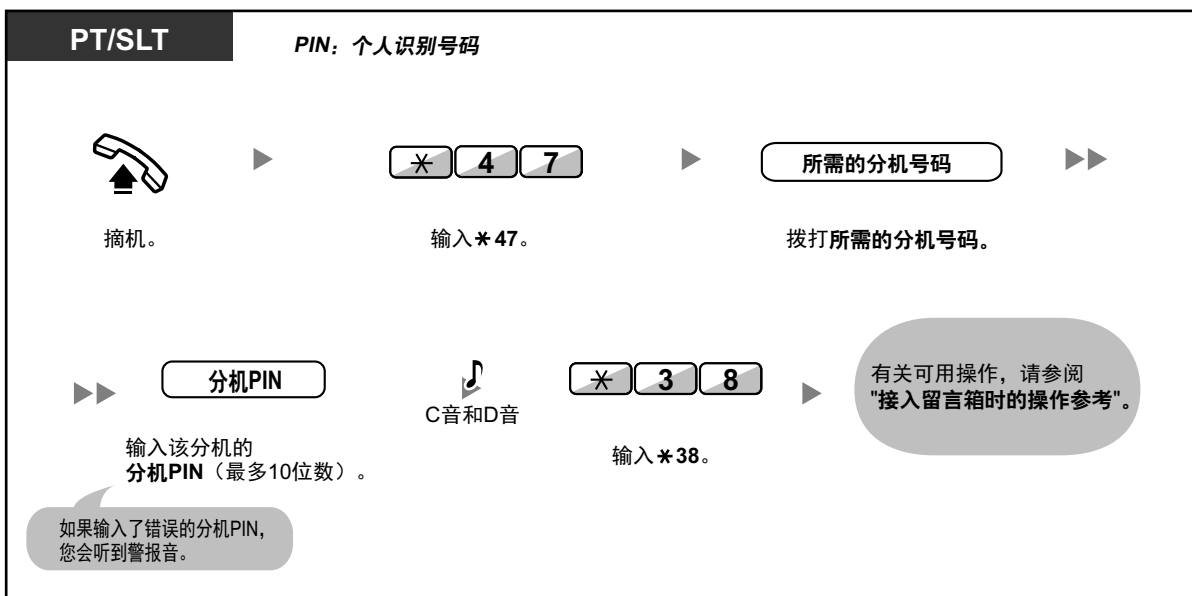 PT/SLT
PIN：个人识别号码
* 4 7
所需的分机号码
摘机。
输入*47。
拨打所需的分机号码。
分机PIN
* 3 8
C音和D音
有关可用操作，请参阅
"接入留言箱时的操作参考"。
输入该分机的
分机PIN（最多10位数）。
输入*38。
如果输入了错误的分机PIN，
您会听到警报音。